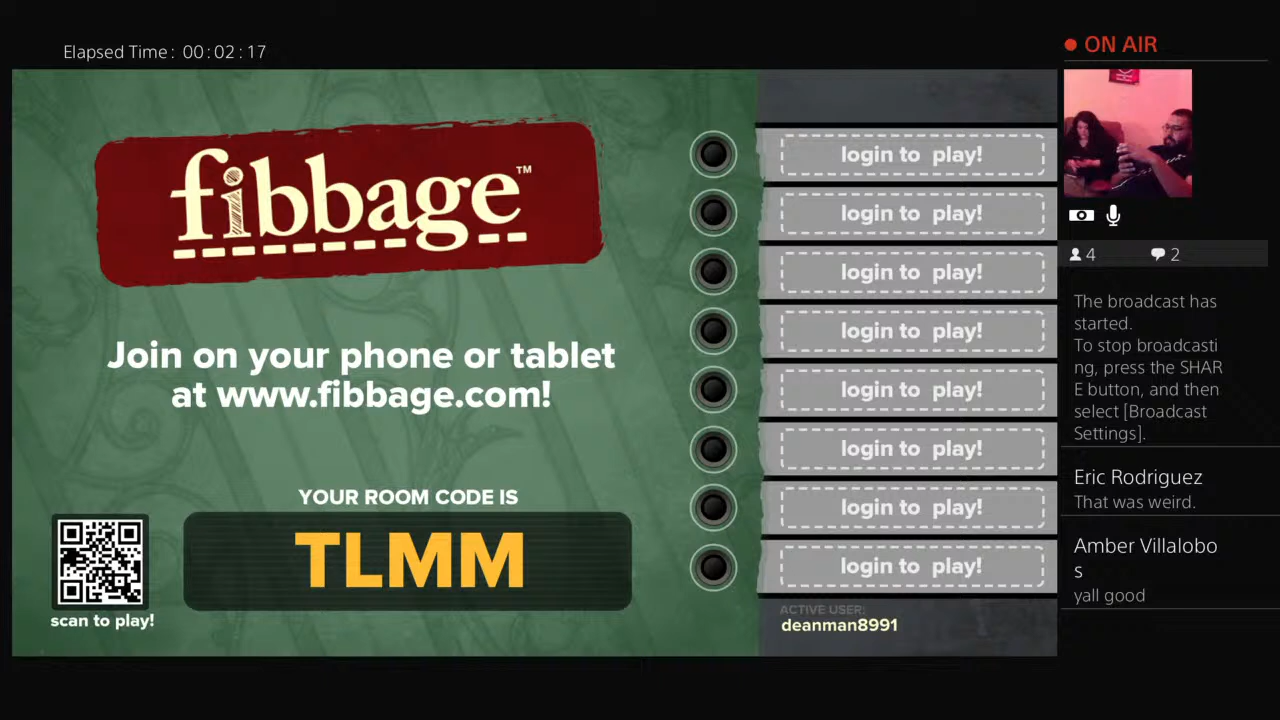 Elapsed Time: 00:02:17
ON AIR
fibbage™
Join on your phone or tablet
at www.fibbage.com!
YOUR ROOM CODE IS
TLMM
scan to play!
login to play!
login to play!
login to play!
login to play!
login to play!
login to play!
login to play!
login to play!
ACTIVE USER:
deanman8991
4 2
The broadcast has
started.
To stop broadcasti
ng, press the SHAR
E button, and then
select [Broadcast
Settings].
Eric Rodriguez
That was weird.
Amber Villalobo
s
yall good